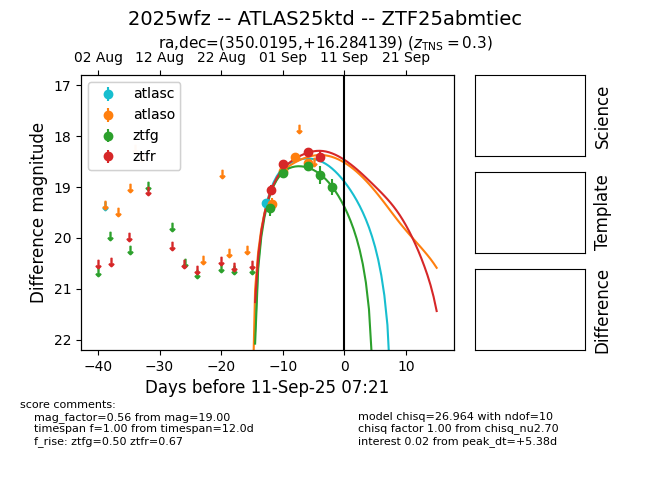 2025wfz -- ATLAS25ktd -- ZTF25abmtiec
ra,dec=(350.0195,+16.284139) (z_TNS = 0.3)
02 Aug 12 Aug 22 Aug 01 Sep 11 Sep 21 Sep
17
18
19
20
21
22
Difference magnitude
atlasc
atlaso
ztfg
ztfr
−40 −30 −20 −10 0 10
Days before 11-Sep-25 07:21
Science
Template
Difference
score comments:
mag_factor=0.56 from mag=19.00
timespan f=1.00 from timespan=12.0d
f_rise: ztfg=0.50 ztfr=0.67
model chisq=26.964 with ndof=10
chisq factor 1.00 from chisq_nu2.70
interest 0.02 from peak_dt=+5.38d